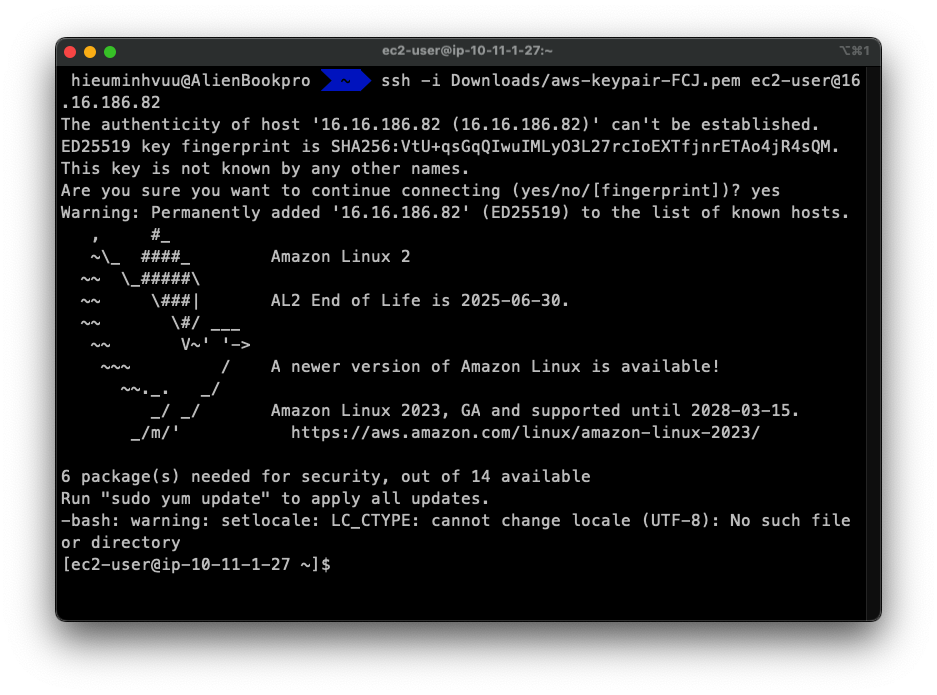 ec2-user@ip-10-11-1-27:~
⌥⌘1
hieuminhvuu@AlienBookpro ~ ssh -i Downloads/aws-keypair-FCJ.pem ec2-user@16
.16.186.82
The authenticity of host '16.16.186.82 (16.16.186.82)' can't be established.
ED25519 key fingerprint is SHA256:VtU+qsGqQIwuIMLyO3L27rcIoEXTfjnrETAo4jR4sQM.
This key is not known by any other names.
Are you sure you want to continue connecting (yes/no/[fingerprint])? yes
Warning: Permanently added '16.16.186.82' (ED25519) to the list of known hosts.
   ,     #_
   ~\_  ####_        Amazon Linux 2
  ~~  \_#####\
  ~~     \###|       AL2 End of Life is 2025-06-30.
  ~~       \#/ ___
   ~~       V~' '->
    ~~~         /    A newer version of Amazon Linux is available!
      ~~._.   _/
         _/ _/       Amazon Linux 2023, GA and supported until 2028-03-15.
       _/m/'           https://aws.amazon.com/linux/amazon-linux-2023/
6 package(s) needed for security, out of 14 available
Run "sudo yum update" to apply all updates.
-bash: warning: setlocale: LC_CTYPE: cannot change locale (UTF-8): No such file
or directory
[ec2-user@ip-10-11-1-27 ~]$